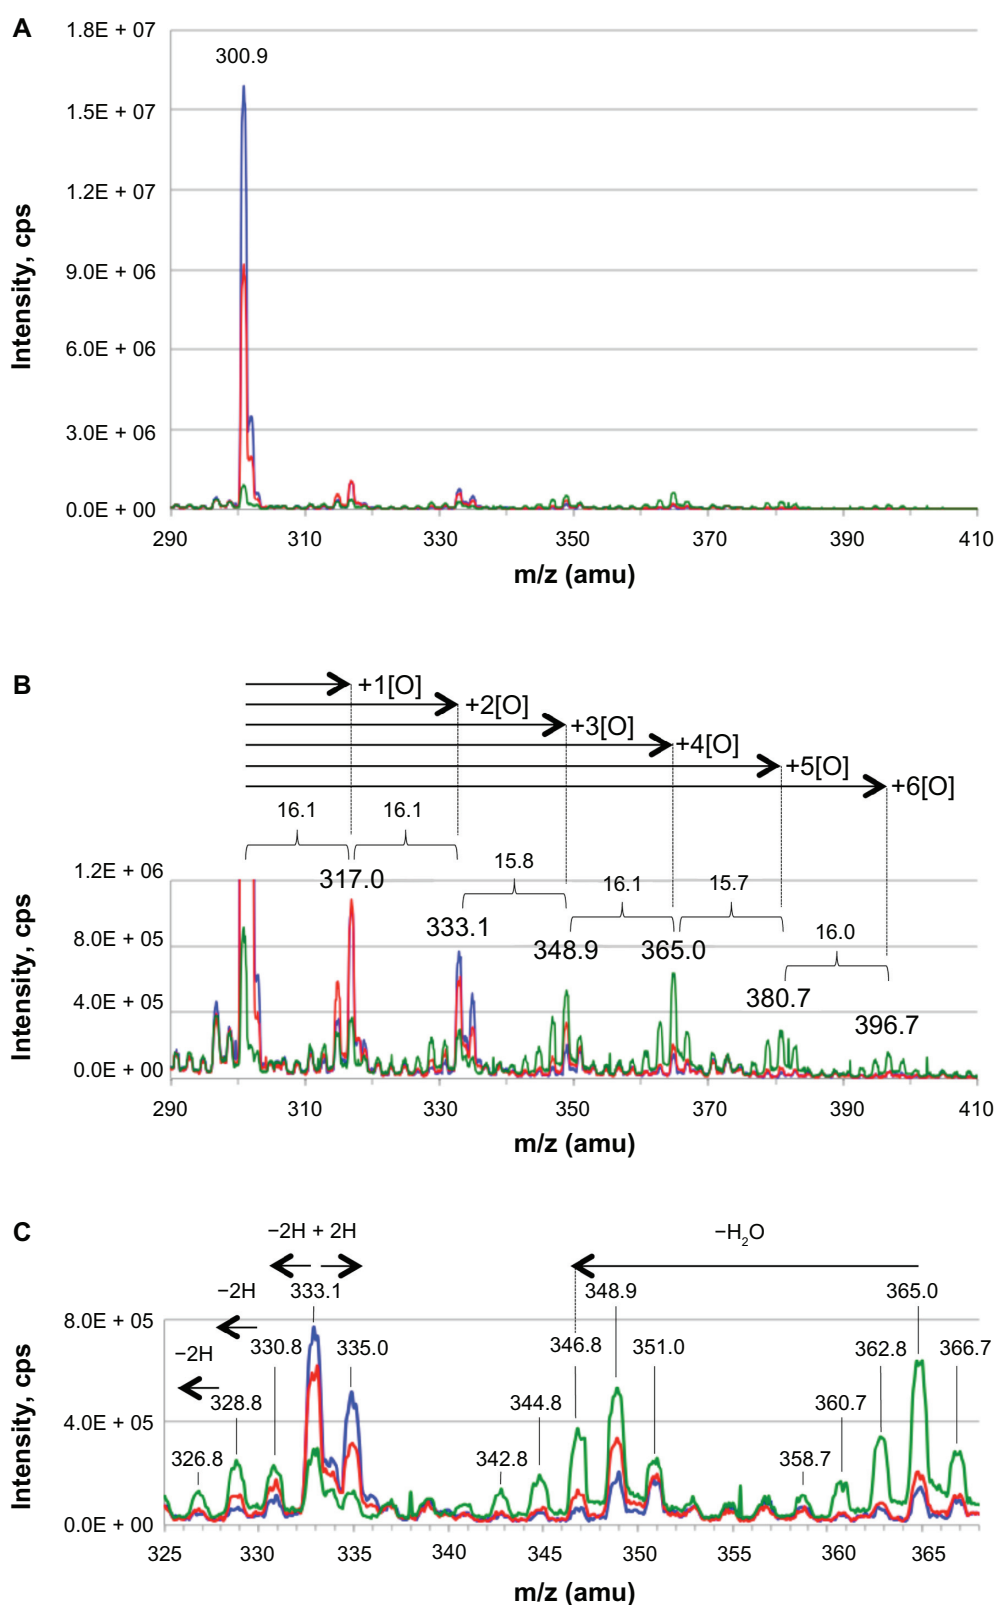 A
1.8E + 07
300.9
1.5E + 07
1.2E + 07
9.0E + 06
6.0E + 06
3.0E + 06
0.0E + 00
Intensity, cps
290 310 330 350 370 390 410
m/z (amu)
B
+1[O]
+2[O]
+3[O]
+4[O]
+5[O]
+6[O]
16.1 16.1 15.8 16.1 15.7 16.0
317.0 333.1 348.9 365.0 380.7 396.7
1.2E + 06
8.0E + 05
4.0E + 05
0.0E + 00
Intensity, cps
290 310 330 350 370 390 410
m/z (amu)
C
−2H + 2H −H₂O
−2H 333.1 348.9 365.0
−2H 330.8 335.0 346.8 351.0 362.8 366.7
328.8 344.8 360.7
326.8 342.8 358.7
8.0E + 05
4.0E + 05
0.0E + 00
Intensity, cps
325 330 335 340 345 350 355 360 365
m/z (amu)